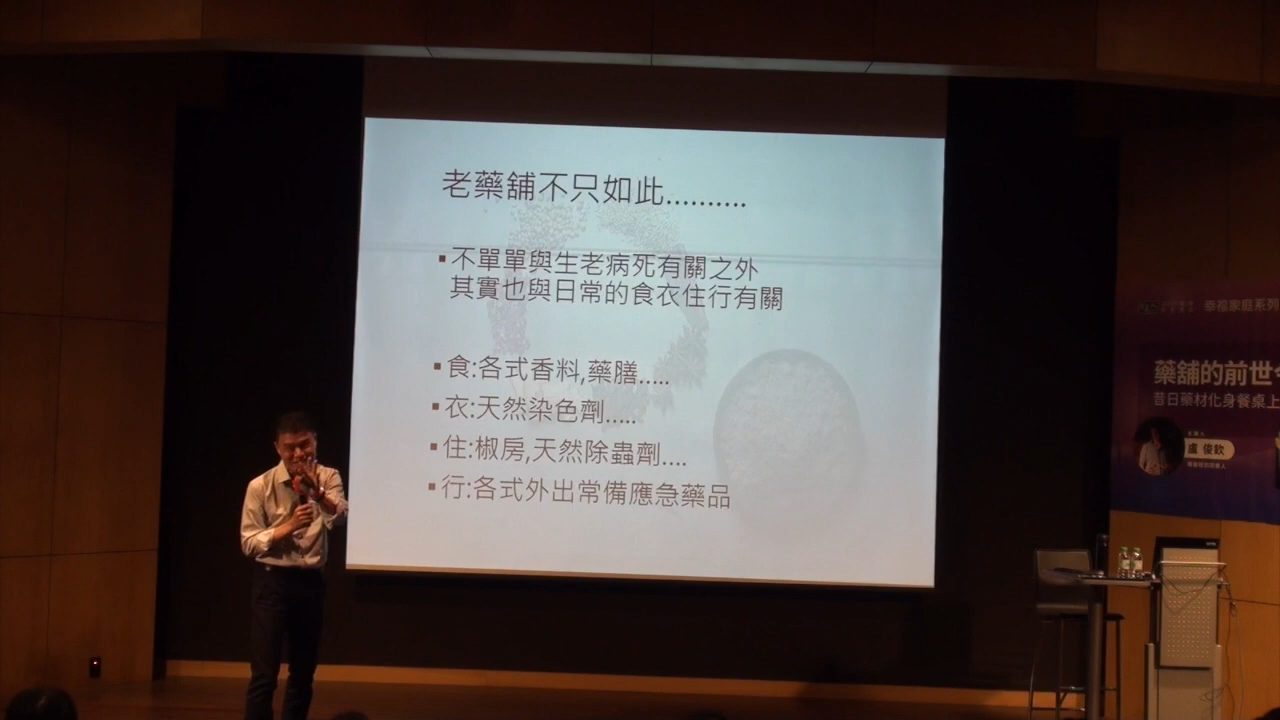 老藥舖不只如此..........
▪不單單與生老病死有關之外
其實也與日常的食衣住行有關
▪食:各式香料,藥膳.....
▪衣:天然染色劑.....
▪住:椒房,天然除蟲劑....
▪行:各式外出常備應急藥品
幸福家庭系列
藥舖的前世今
昔日藥材化身餐桌上
盧俊欽